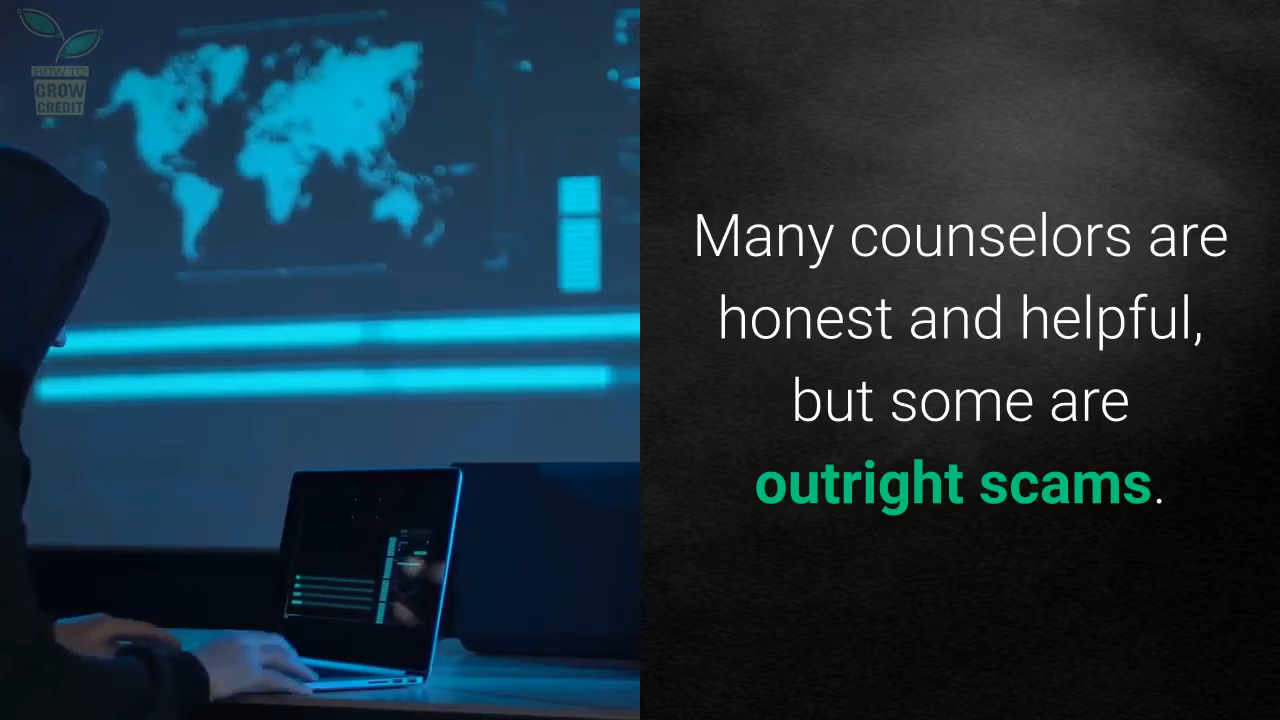 HOW TO
GROW
CREDIT
Many counselors are
honest and helpful,
but some are
outright scams.